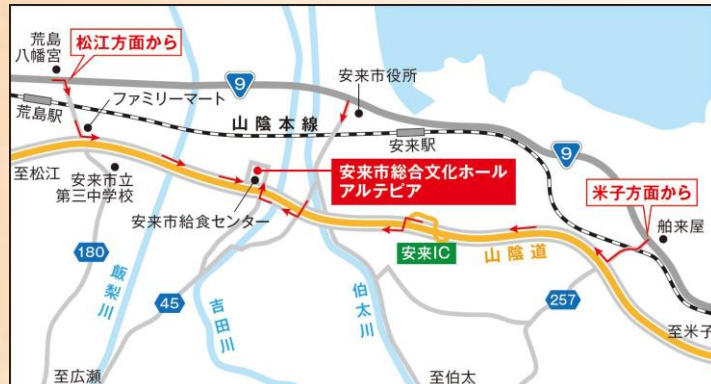 荒島
八幡宮
松江方面から
9
安来市役所
ファミリーマート
荒島駅
山陰本線
安来駅
9
至松江
安来市立
第三中学校
安来市総合文化ホール
アルテピア
安来市給食センター
米子方面から
舶来屋
安来IC
山陰道
180
飯梨川
45
吉田川
伯太川
257
至米子
至広瀬
至伯太